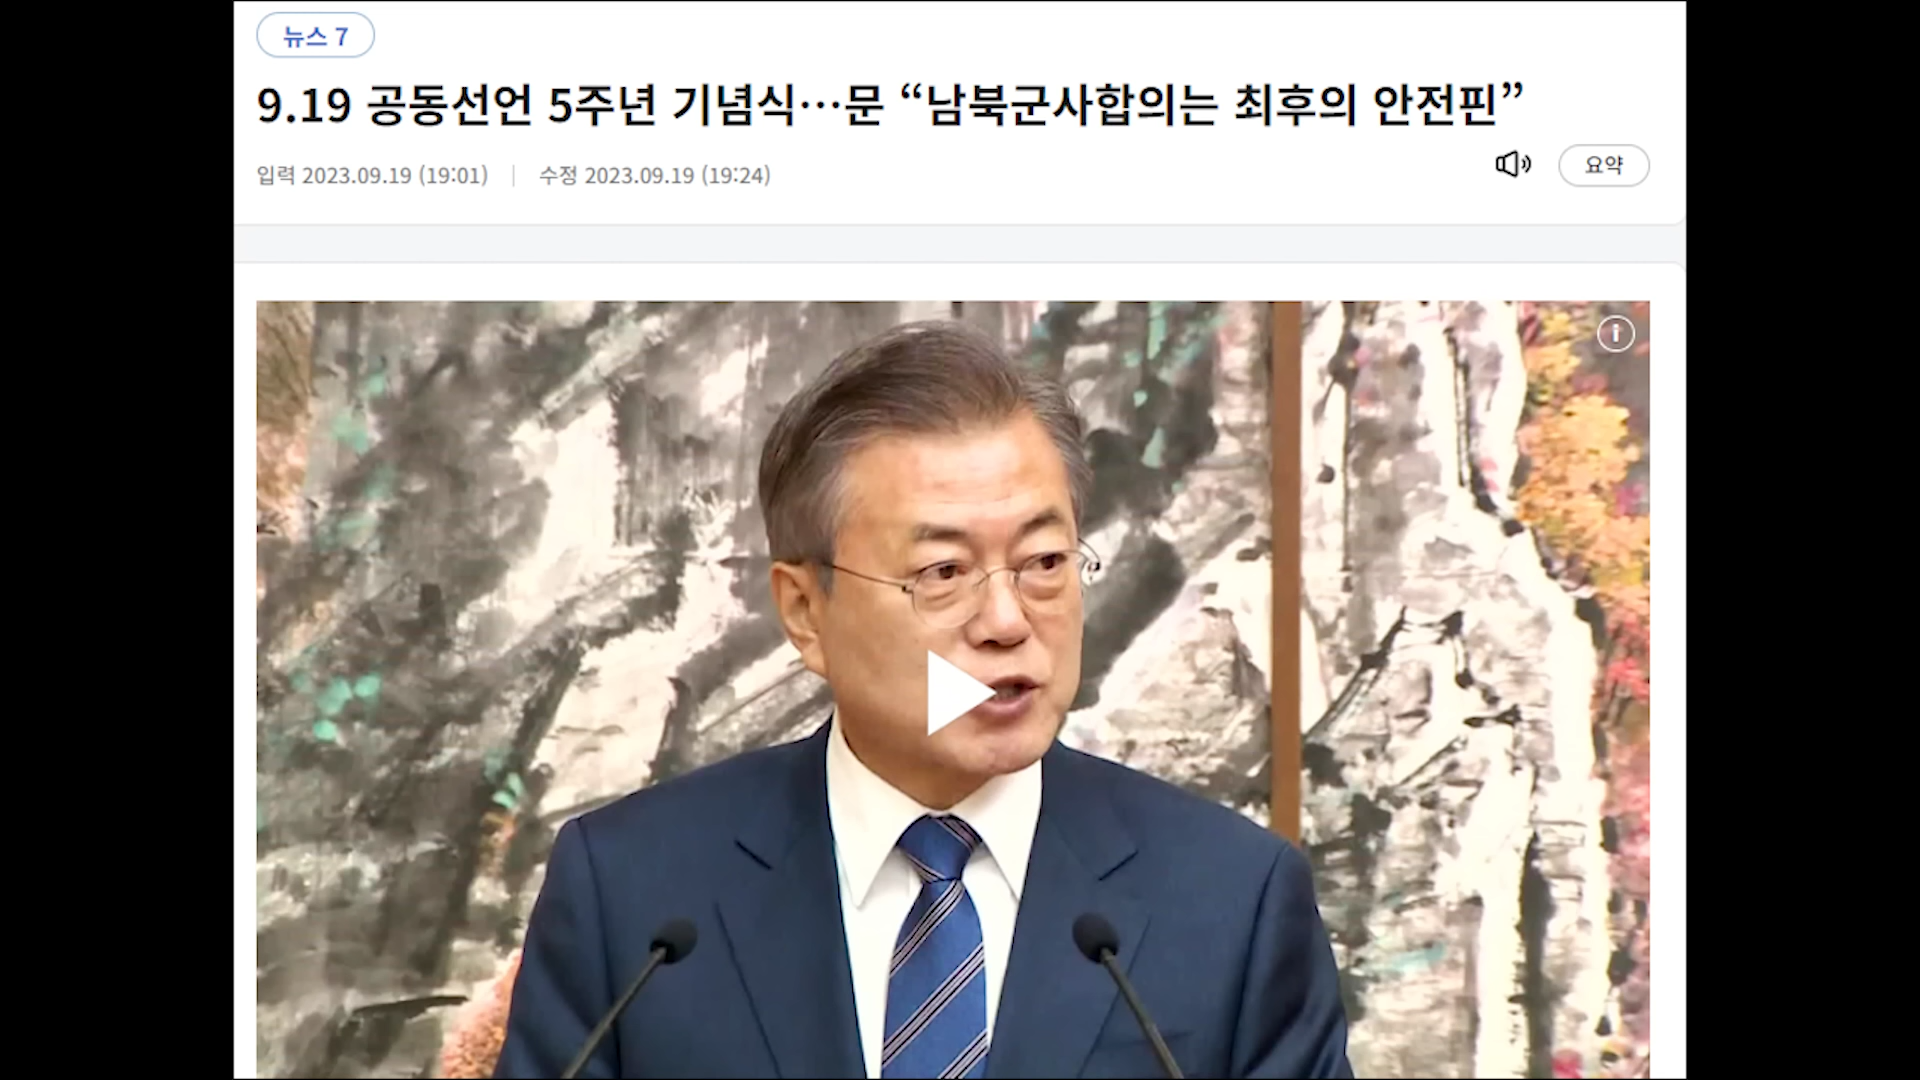 뉴스 7
9.19 공동선언 5주년 기념식…문 “남북군사합의는 최후의 안전핀”
입력 2023.09.19 (19:01) | 수정 2023.09.19 (19:24)
요약